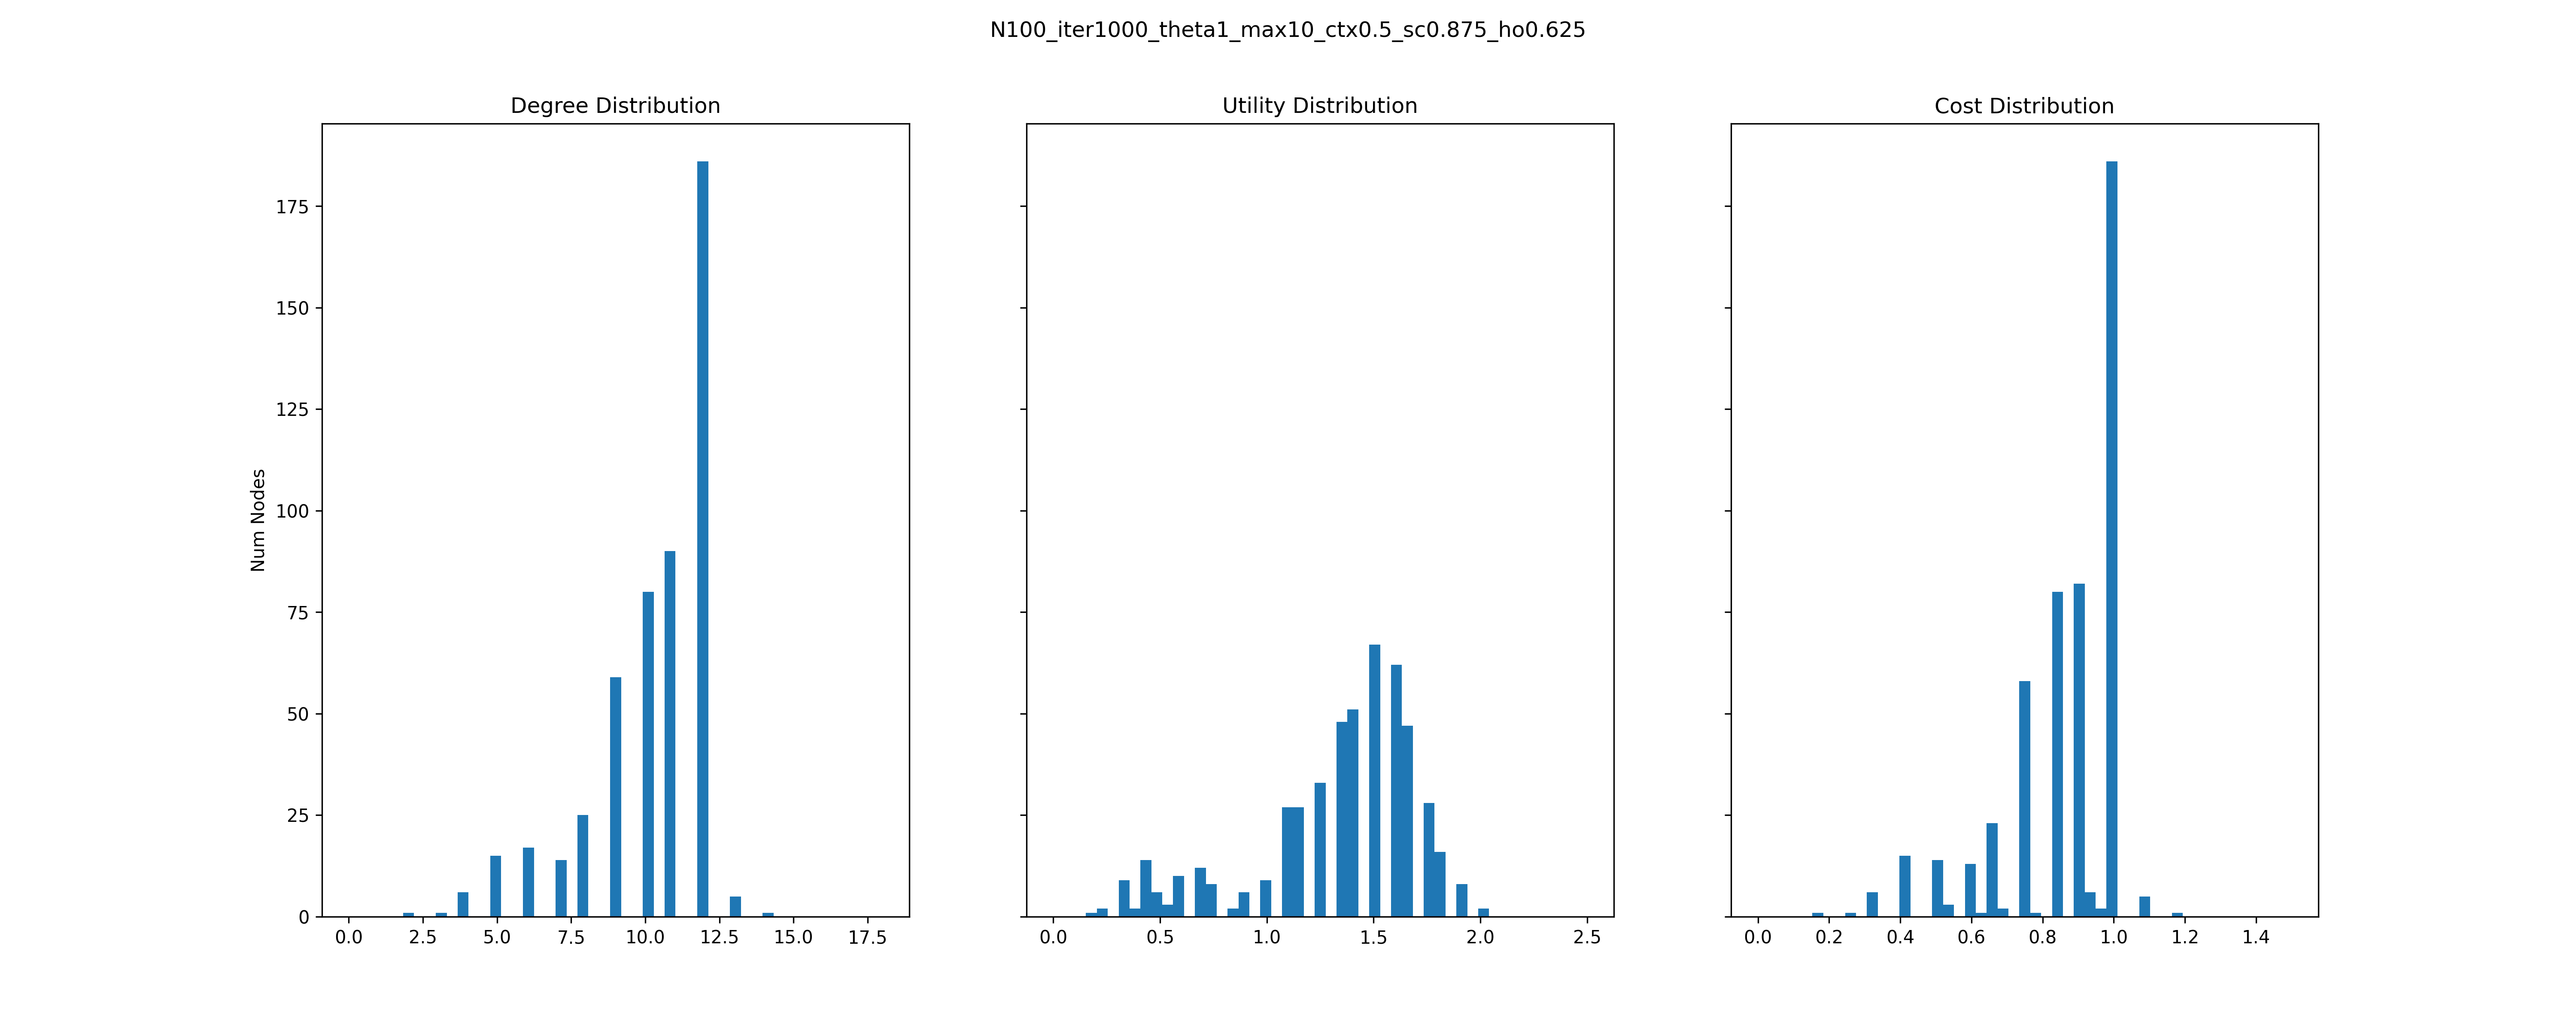 N100_iter1000_theta1_max10_ctx0.5_sc0.875_ho0.625
Degree Distribution
Num Nodes
175
150
125
100
75
50
25
0
0.0 2.5 5.0 7.5 10.0 12.5 15.0 17.5
Utility Distribution
0.0 0.5 1.0 1.5 2.0 2.5
Cost Distribution
0.0 0.2 0.4 0.6 0.8 1.0 1.2 1.4